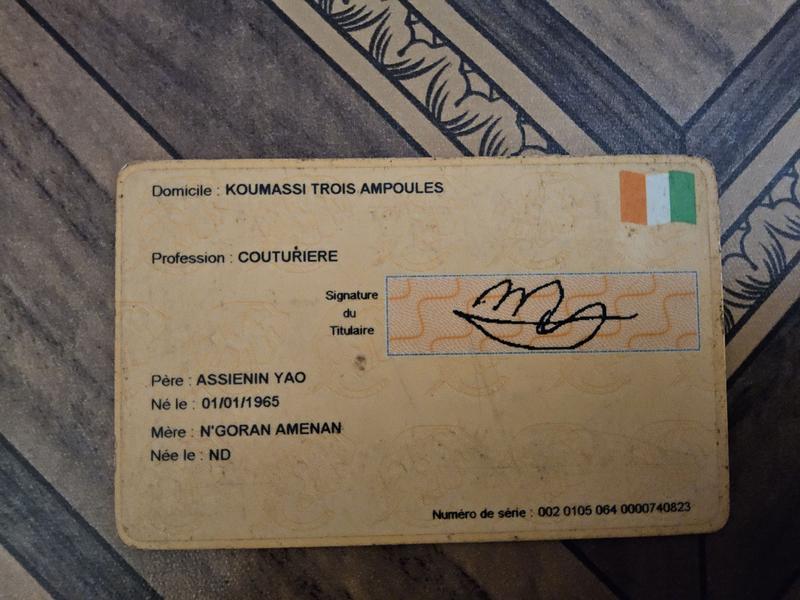 Domicile : KOUMASSI TROIS AMPOULES
Profession : COUTURIERE
Signature
du
Titulaire
Père : ASSIENIN YAO
Né le : 01/01/1965
Mère : N'GORAN AMENAN
Née le : ND
Numéro de série : 002 0105 064 0000740823